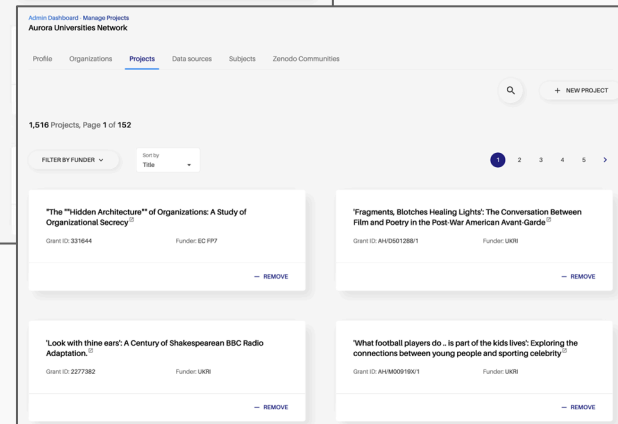 Admin Dashboard - Manage Projects
Aurora Universities Network
Profile Organizations Projects Data sources Subjects Zenodo Communities
+ NEW PROJECT
1,516 Projects, Page 1 of 152
FILTER BY FUNDER
Sort by
Title
1 2 3 4 5 >
"The ""Hidden Architecture"" of Organizations: A Study of
Organizational Secrecy
Grant ID: 331644 Funder: EC FP7
— REMOVE
'Fragments, Blotches Healing Lights': The Conversation Between
Film and Poetry in the Post-War American Avant-Garde
Grant ID: AH/D501288/1 Funder: UKRI
— REMOVE
'Look with thine ears': A Century of Shakespearean BBC Radio
Adaptation.
Grant ID: 2277382 Funder: UKRI
— REMOVE
'What football players do .. is part of the kids lives': Exploring the
connections between young people and sporting celebrity
Grant ID: AH/M00919X/1 Funder: UKRI
— REMOVE